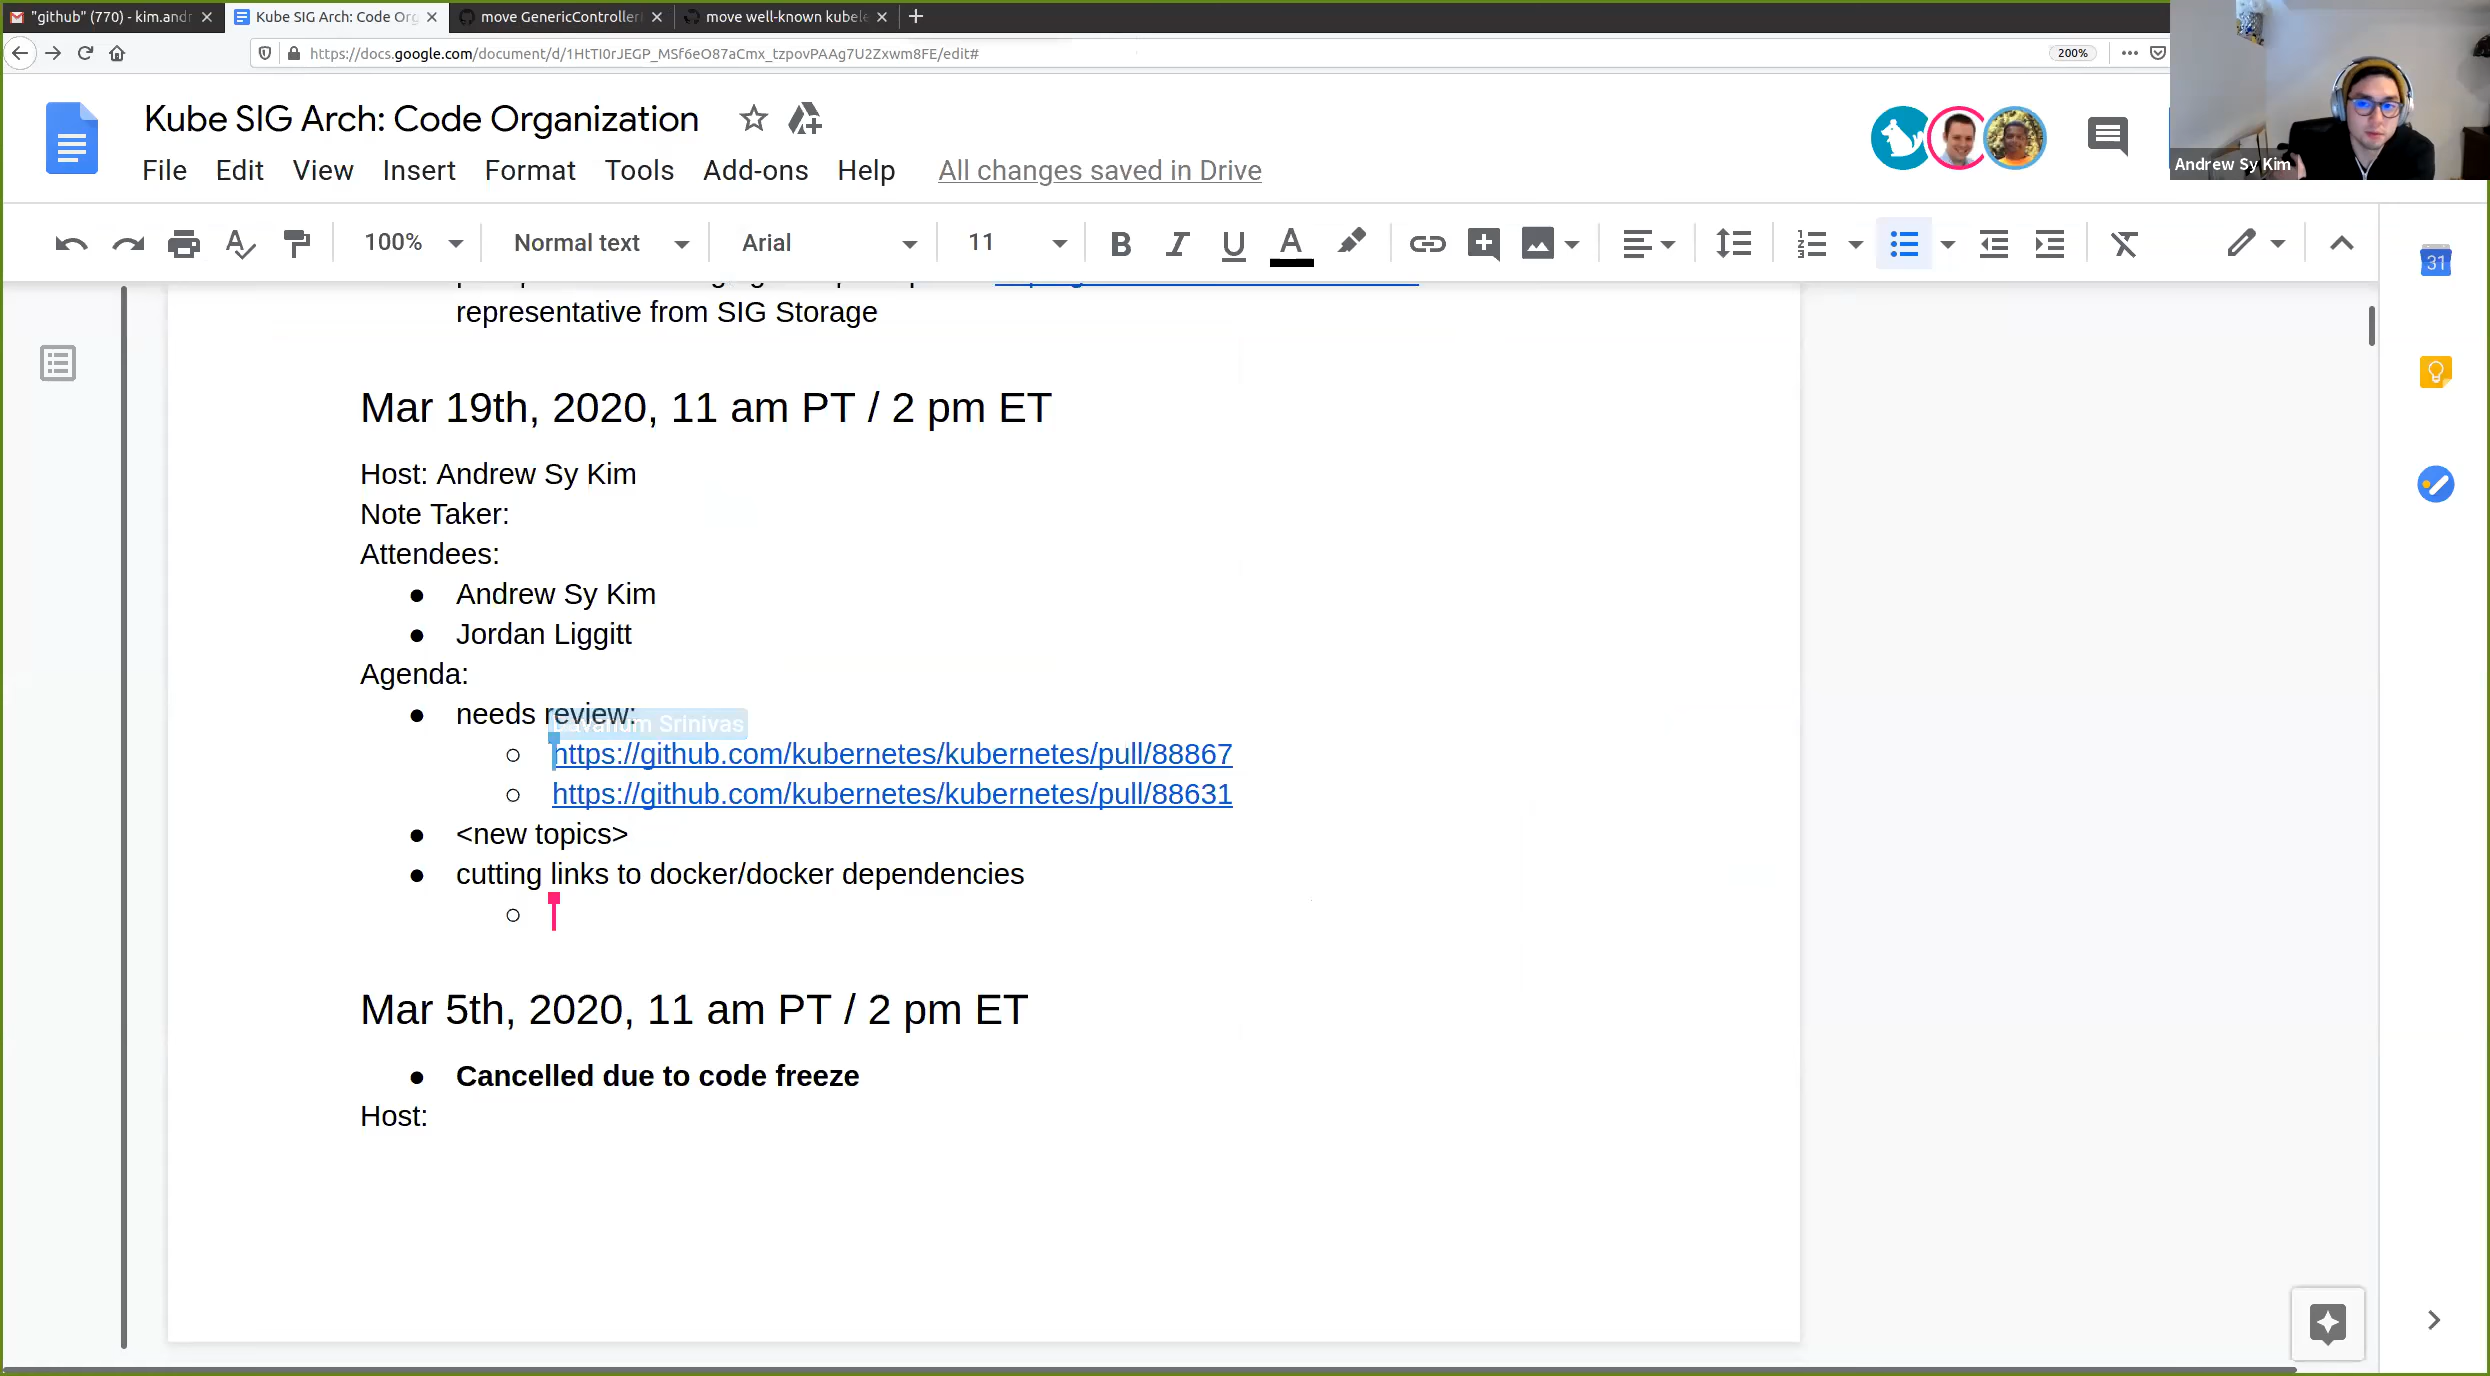 "github" (770) - kim.andr
Kube SIG Arch: Code Org
move GenericController
move well-known kubele
https://docs.google.com/document/d/1HtTI0rJEGP_MSf6eO87aCmx_tzpovPAAg7U2Zxwm8FE/edit#
200%
Kube SIG Arch: Code Organization
File Edit View Insert Format Tools Add-ons Help All changes saved in Drive
Andrew Sy Kim
100% Normal text Arial 11
31
representative from SIG Storage
Mar 19th, 2020, 11 am PT / 2 pm ET
Host: Andrew Sy Kim
Note Taker:
Attendees:
● Andrew Sy Kim
● Jordan Liggitt
Agenda:
● needs review:
Davanum Srinivas
○ https://github.com/kubernetes/kubernetes/pull/88867
○ https://github.com/kubernetes/kubernetes/pull/88631
● <new topics>
● cutting links to docker/docker dependencies
○
Mar 5th, 2020, 11 am PT / 2 pm ET
● Cancelled due to code freeze
Host: